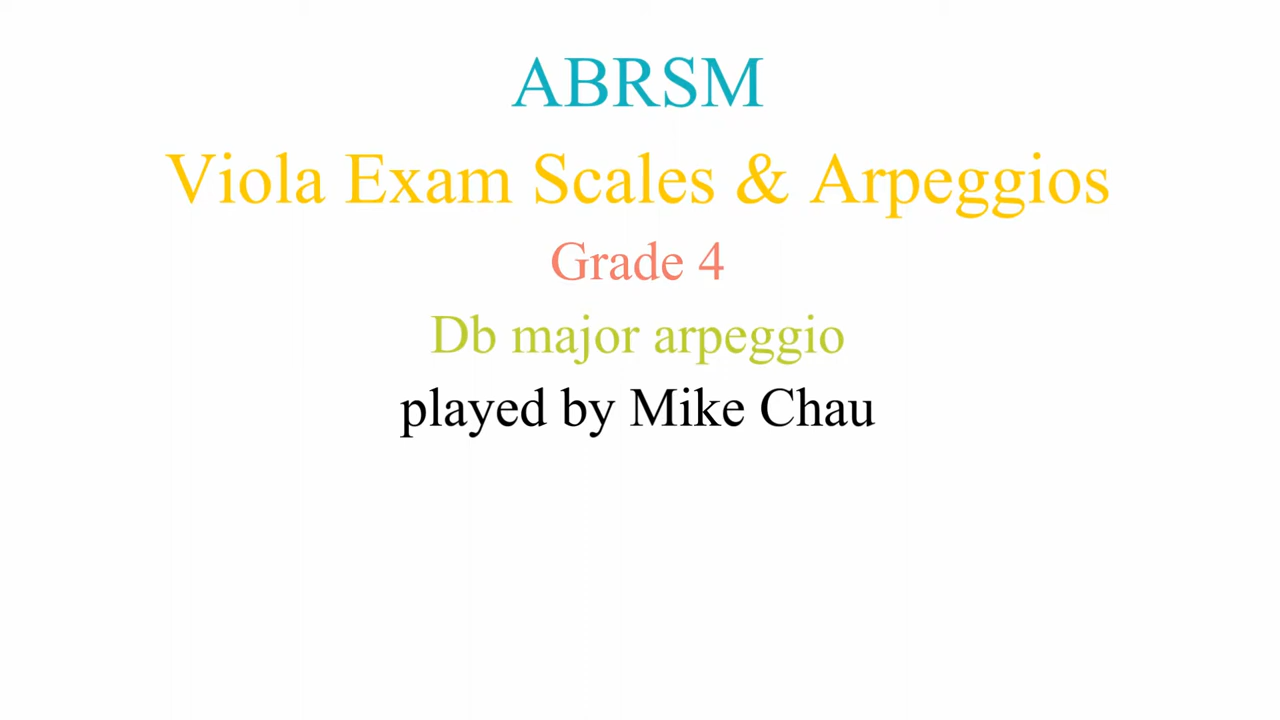 ABRSM
Viola Exam Scales & Arpeggios
Grade 4
Db major arpeggio
played by Mike Chau